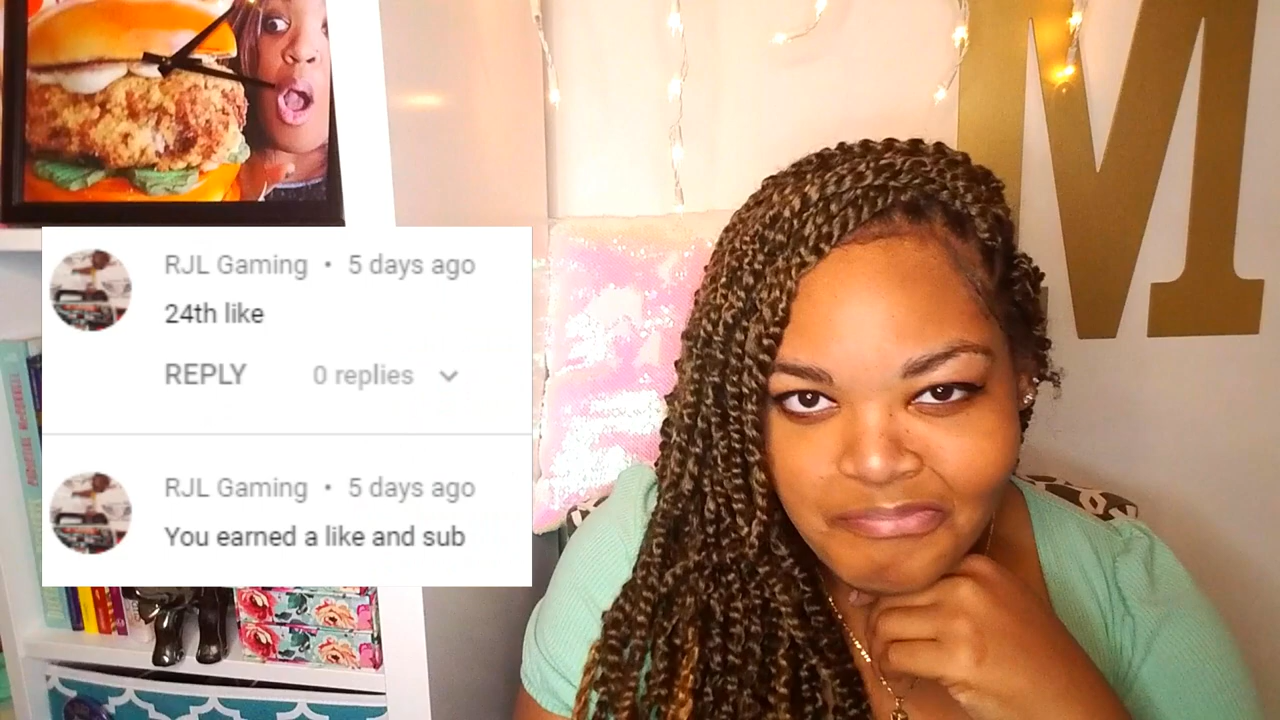 M
RJL Gaming • 5 days ago
24th like
REPLY 0 replies
RJL Gaming • 5 days ago
You earned a like and sub